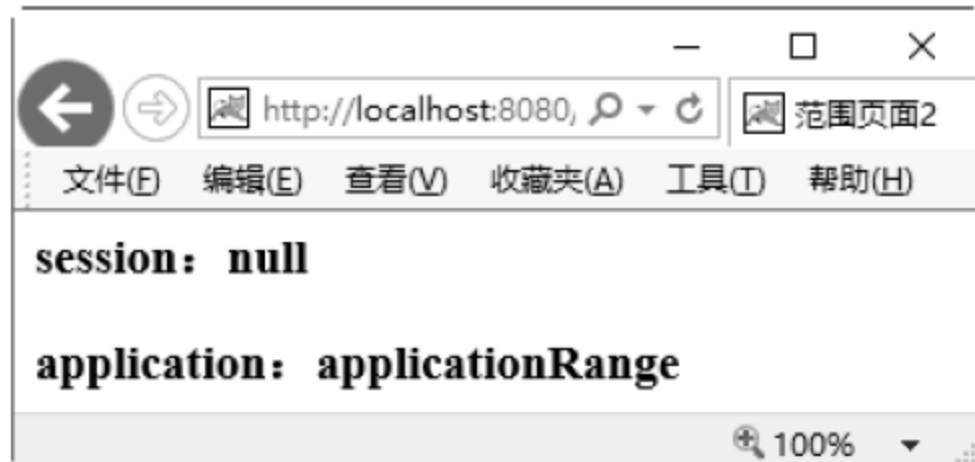 http://localhost:8080, 范围页面2
文件(F) 编辑(E) 查看(V) 收藏夹(A) 工具(T) 帮助(H)
session：null
application：applicationRange
100%